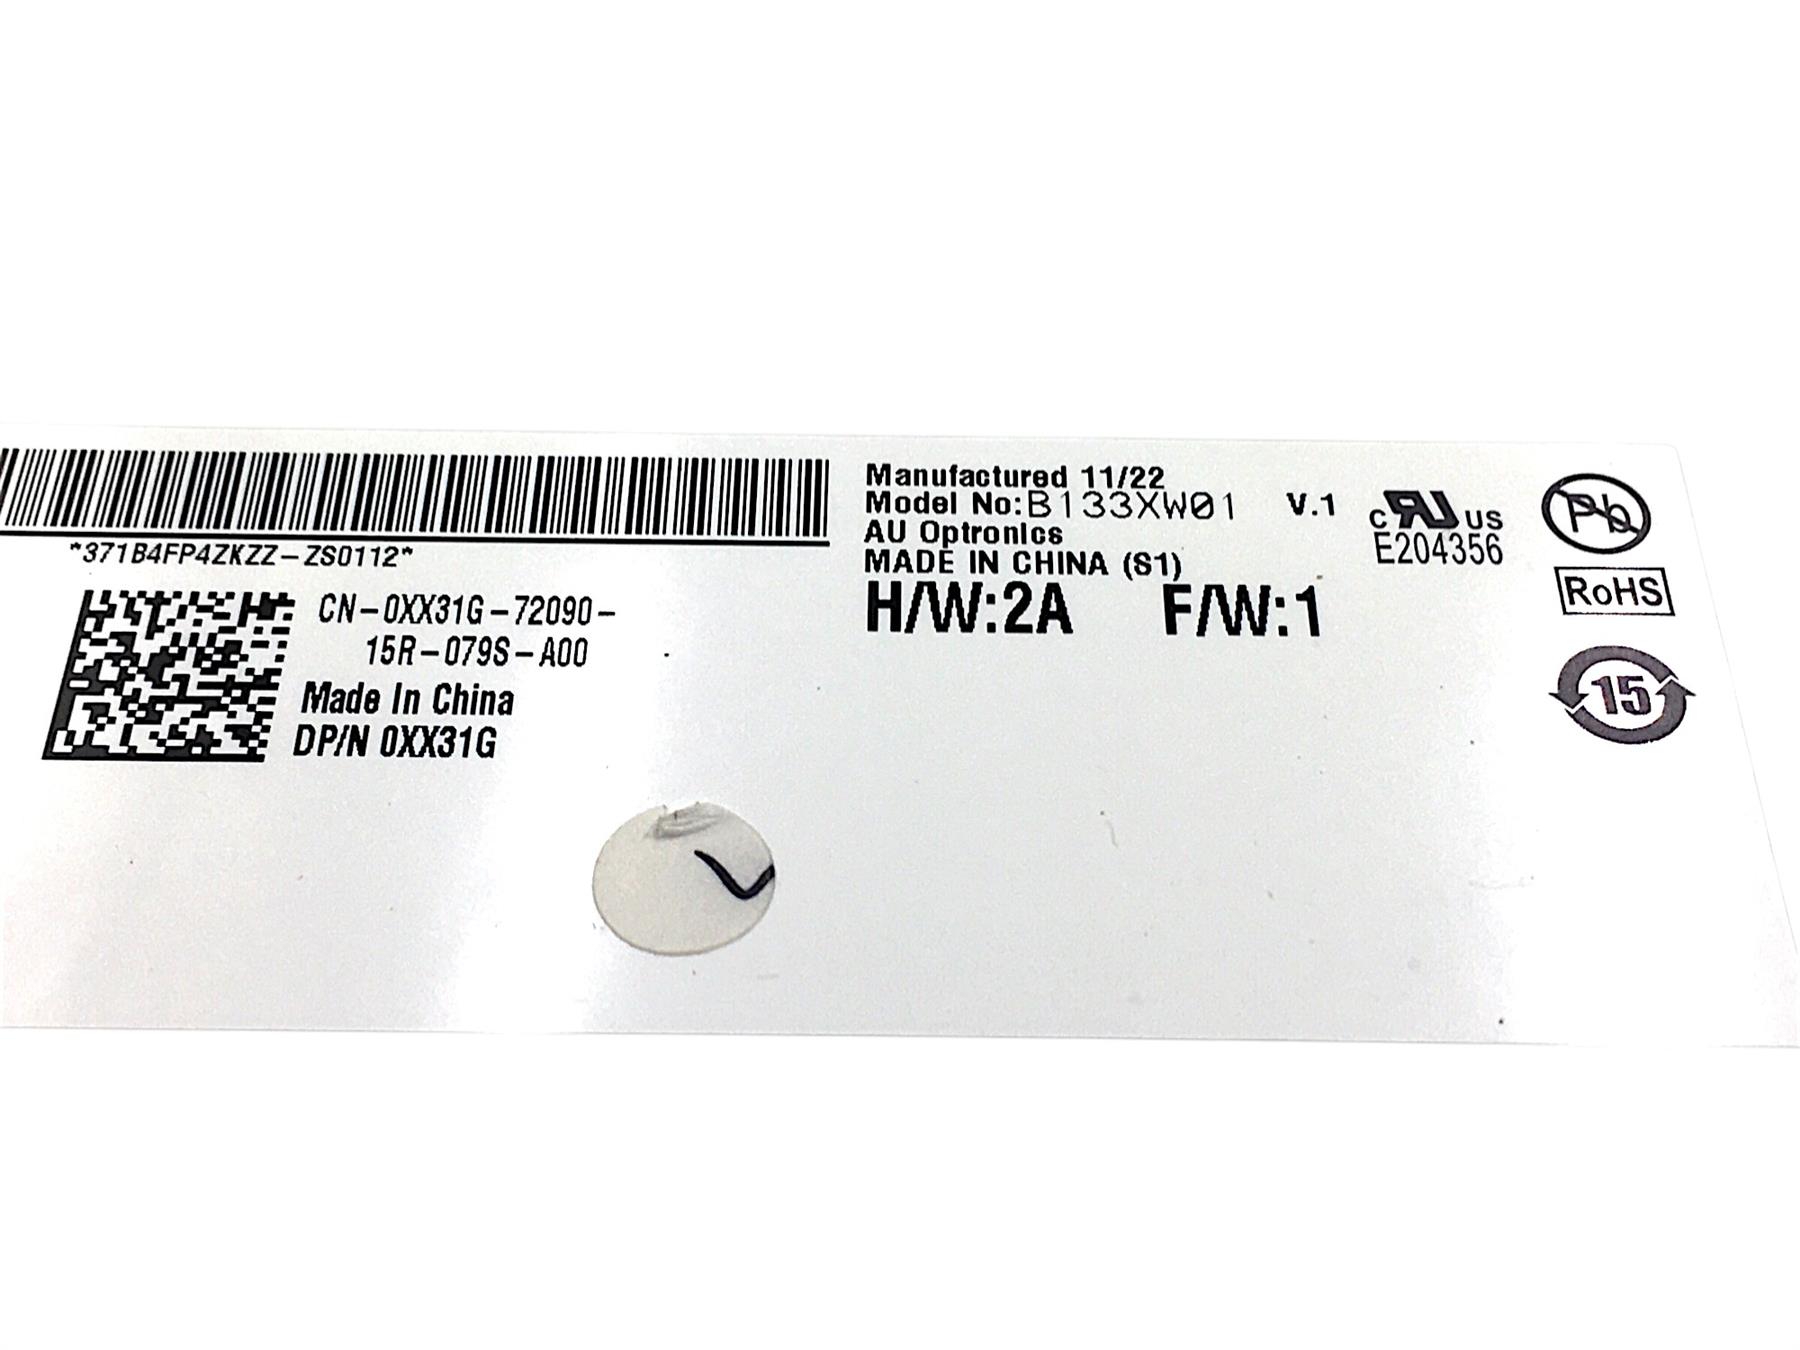 *371B4FP4ZKZZ-ZS0112*
CN-0XX31G-72090-
15R-079S-A00
Made In China
DP/N 0XX31G
Manufactured 11/22
Model No:B133XW01 V.1
AU Optronics
MADE IN CHINA (S1)
H/W:2A F/W:1
c RU US
E204356
Pb
RoHS
15